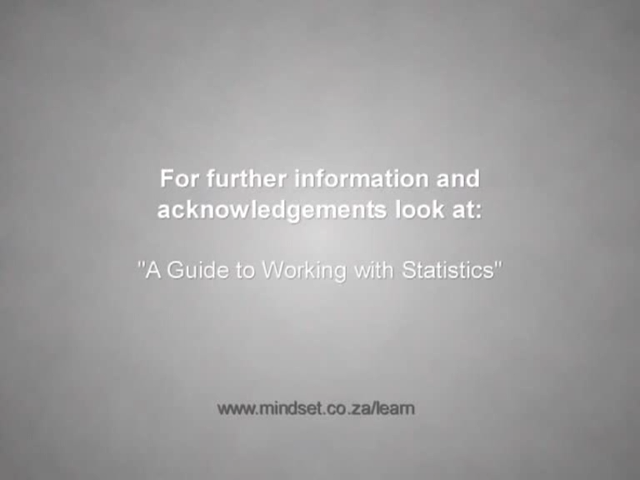 For further information and
acknowledgements look at:
"A Guide to Working with Statistics"
www.mindset.co.za/learn